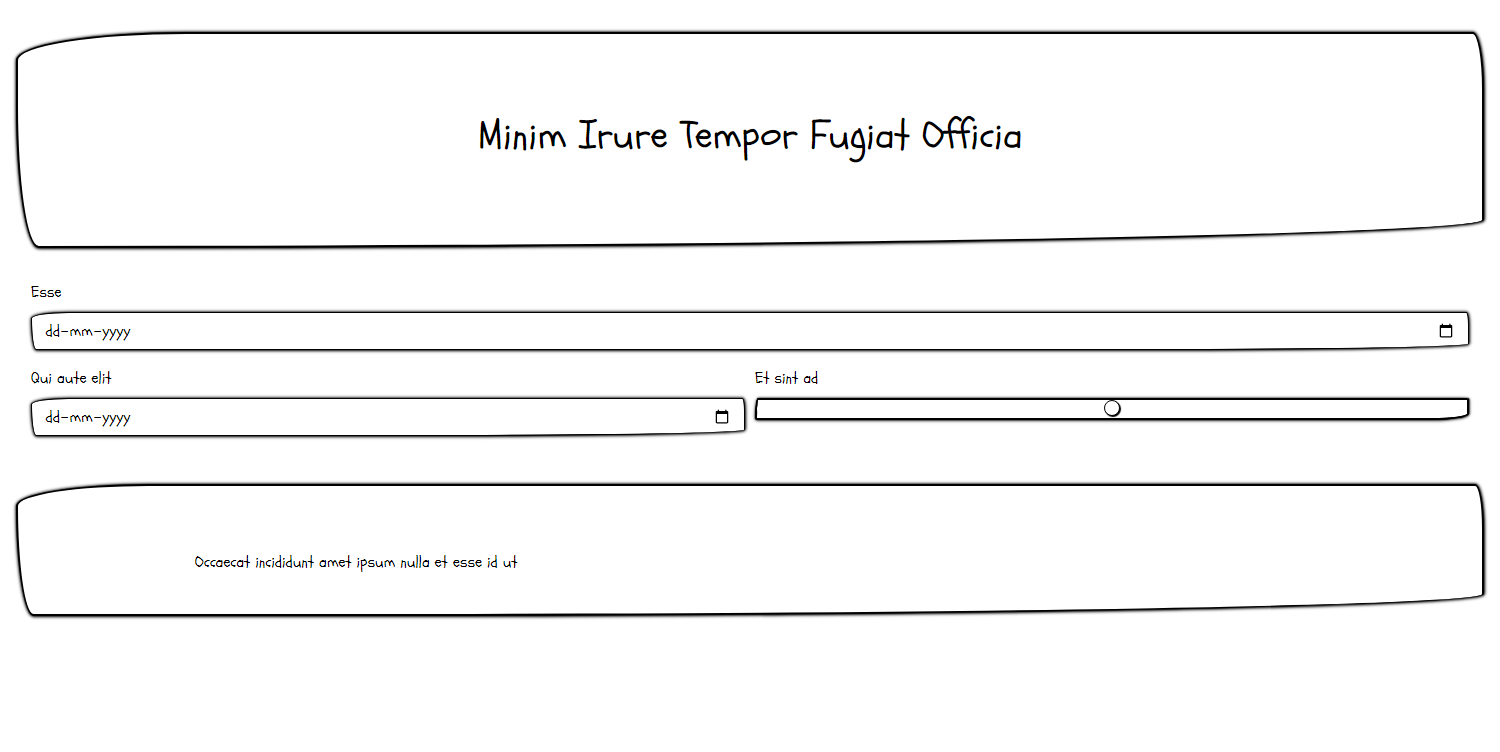 Minim Irure Tempor Fugiat Officia
Esse
dd-mm-yyyy
Qui aute elit
Et sint ad
dd-mm-yyyy
Occaecat incididunt amet ipsum nulla et esse id ut